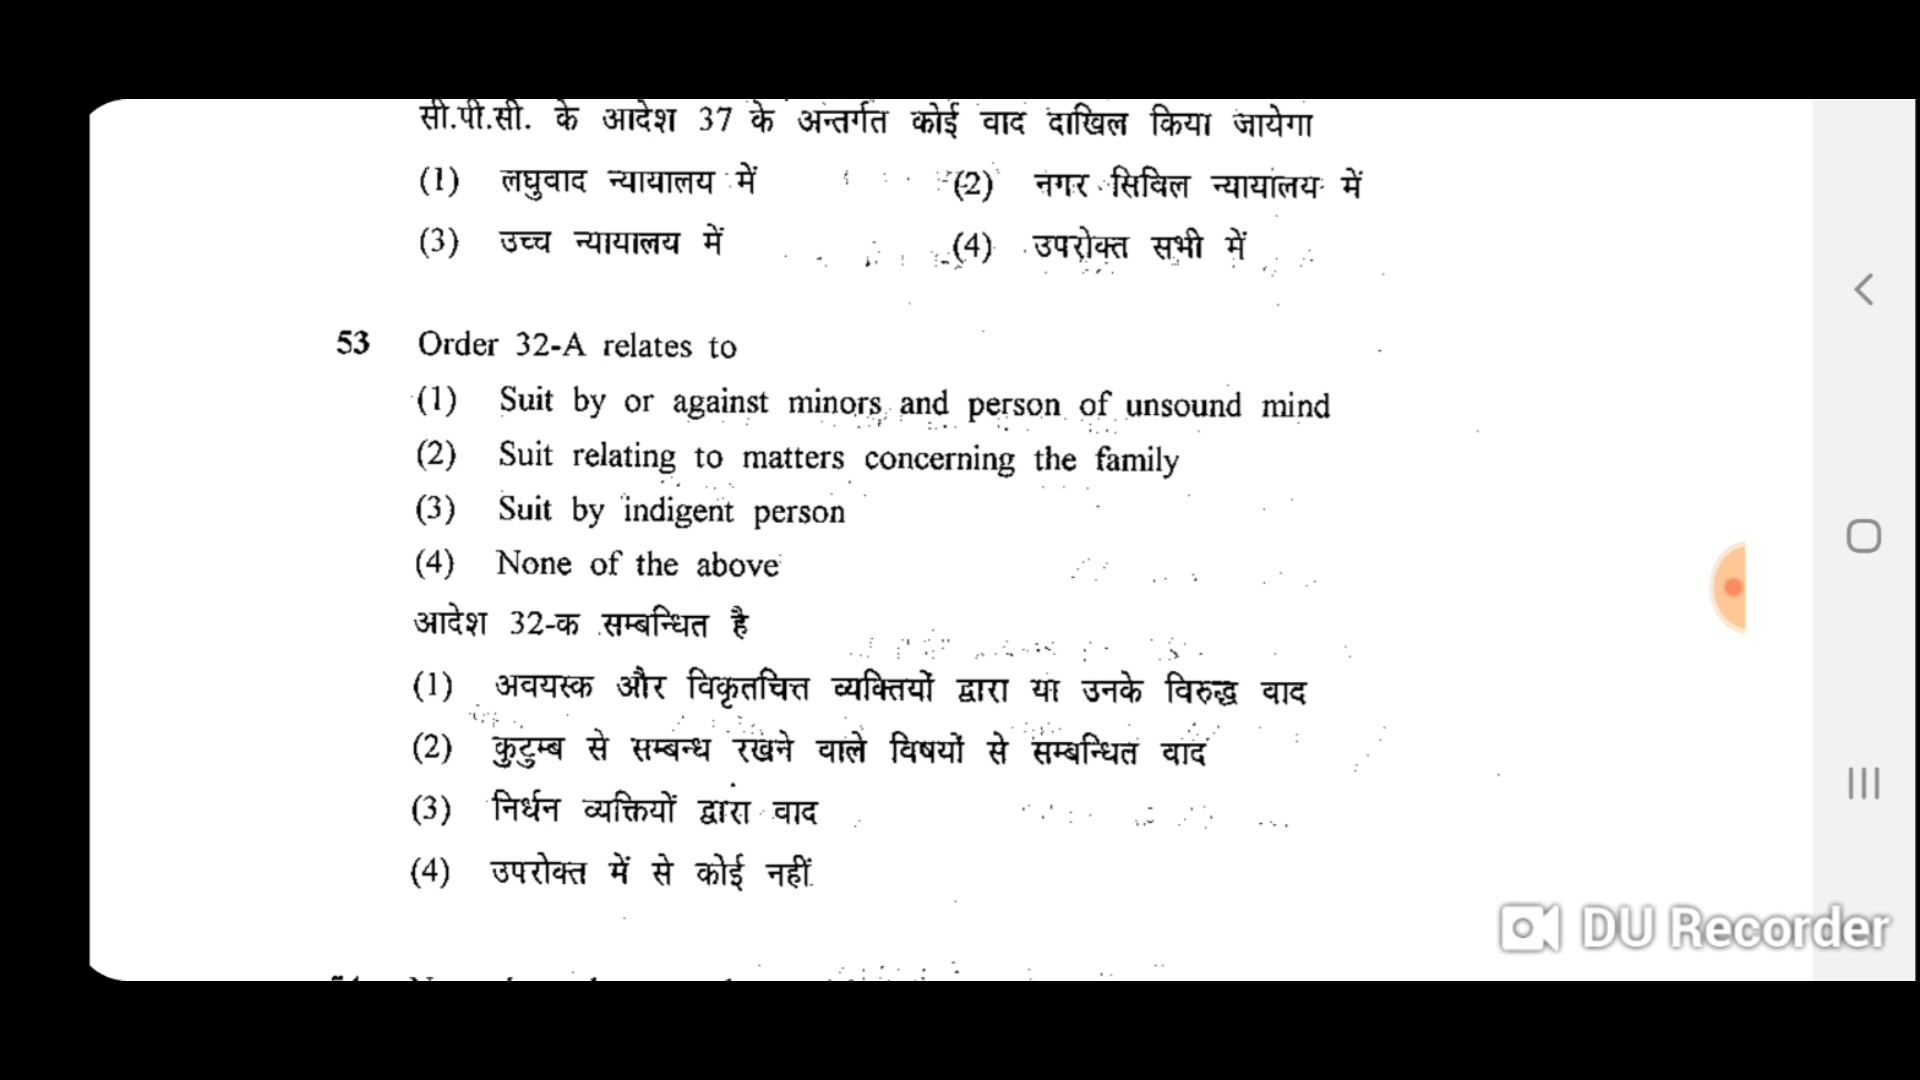 सी.पी.सी. के आदेश 37 के अन्तर्गत कोई वाद दाखिल किया जायेगा
(1) लघुवाद न्यायालय में (2) नगर सिविल न्यायालय में
(3) उच्च न्यायालय में (4) उपरोक्त सभी में
53 Order 32-A relates to
(1) Suit by or against minors and person of unsound mind
(2) Suit relating to matters concerning the family
(3) Suit by indigent person
(4) None of the above
आदेश 32-क सम्बन्धित है
(1) अवयस्क और विकृतचित्त व्यक्तियों द्वारा या उनके विरुद्ध वाद
(2) कुटुम्ब से सम्बन्ध रखने वाले विषयों से सम्बन्धित वाद
(3) निर्धन व्यक्तियों द्वारा वाद
(4) उपरोक्त में से कोई नहीं
DU Recorder